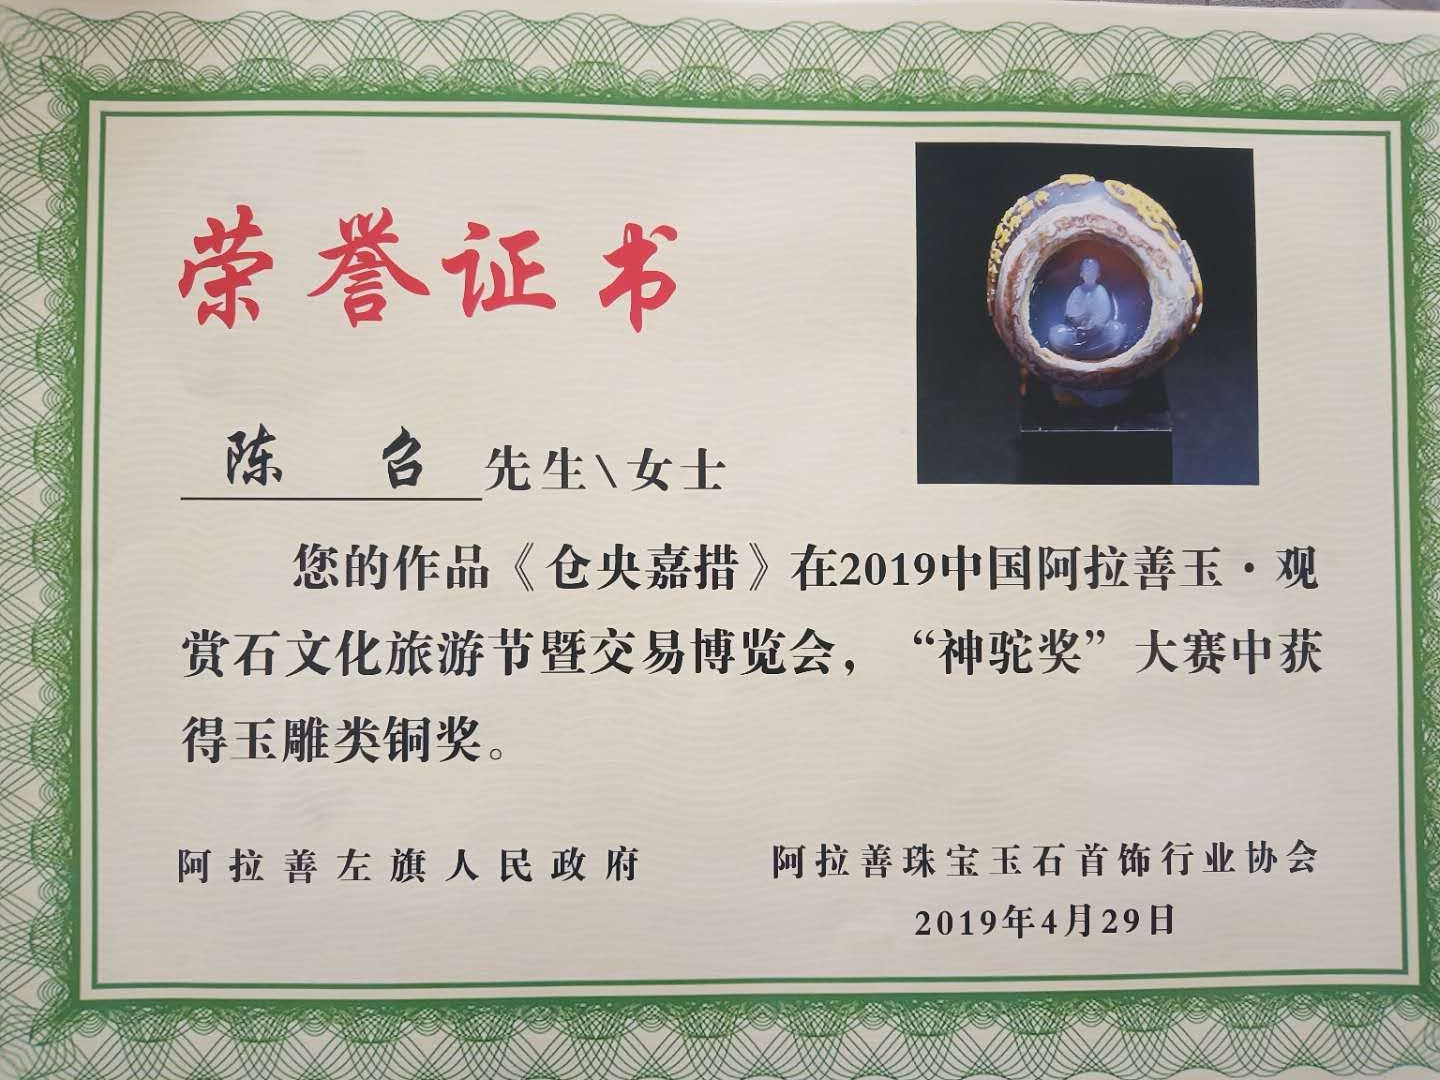 荣誉证书
陈 召 先生\女士
您的作品《仓央嘉措》在2019中国阿拉善玉·观
赏石文化旅游节暨交易博览会，“神驼奖”大赛中获
得玉雕类铜奖。
阿拉善左旗人民政府
阿拉善珠宝玉石首饰行业协会
2019年4月29日